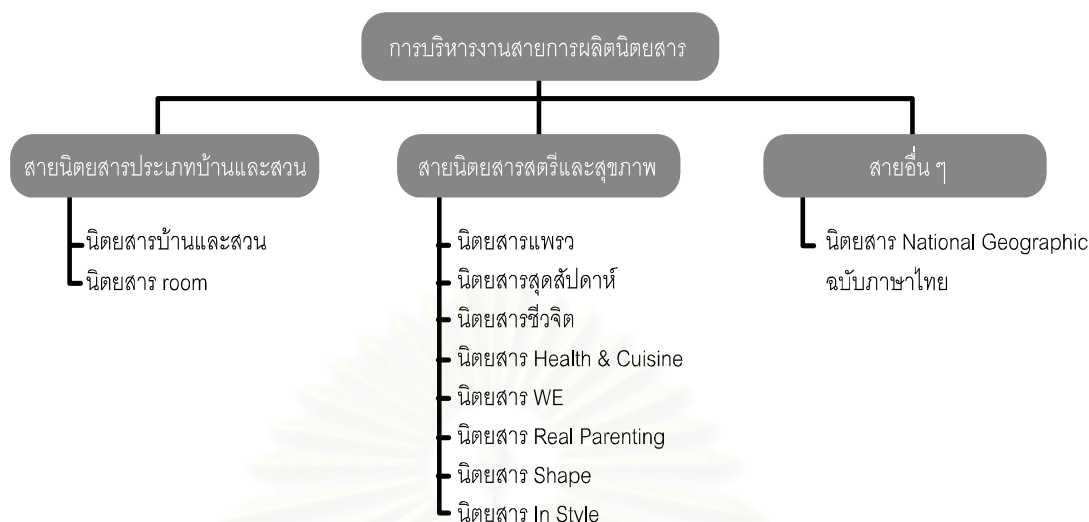 การบริหารงานสายการผลิตนิตยสาร
สายนิตยสารประเภทบ้านและสวน
นิตยสารบ้านและสวน
นิตยสาร room
สายนิตยสารสตรีและสุขภาพ
นิตยสารแพรว
นิตยสารสุดสัปดาห์
นิตยสารชีวจิต
นิตยสาร Health & Cuisine
นิตยสาร WE
นิตยสาร Real Parenting
นิตยสาร Shape
นิตยสาร In Style
สายอื่น ๆ
นิตยสาร National Geographic
ฉบับภาษาไทย